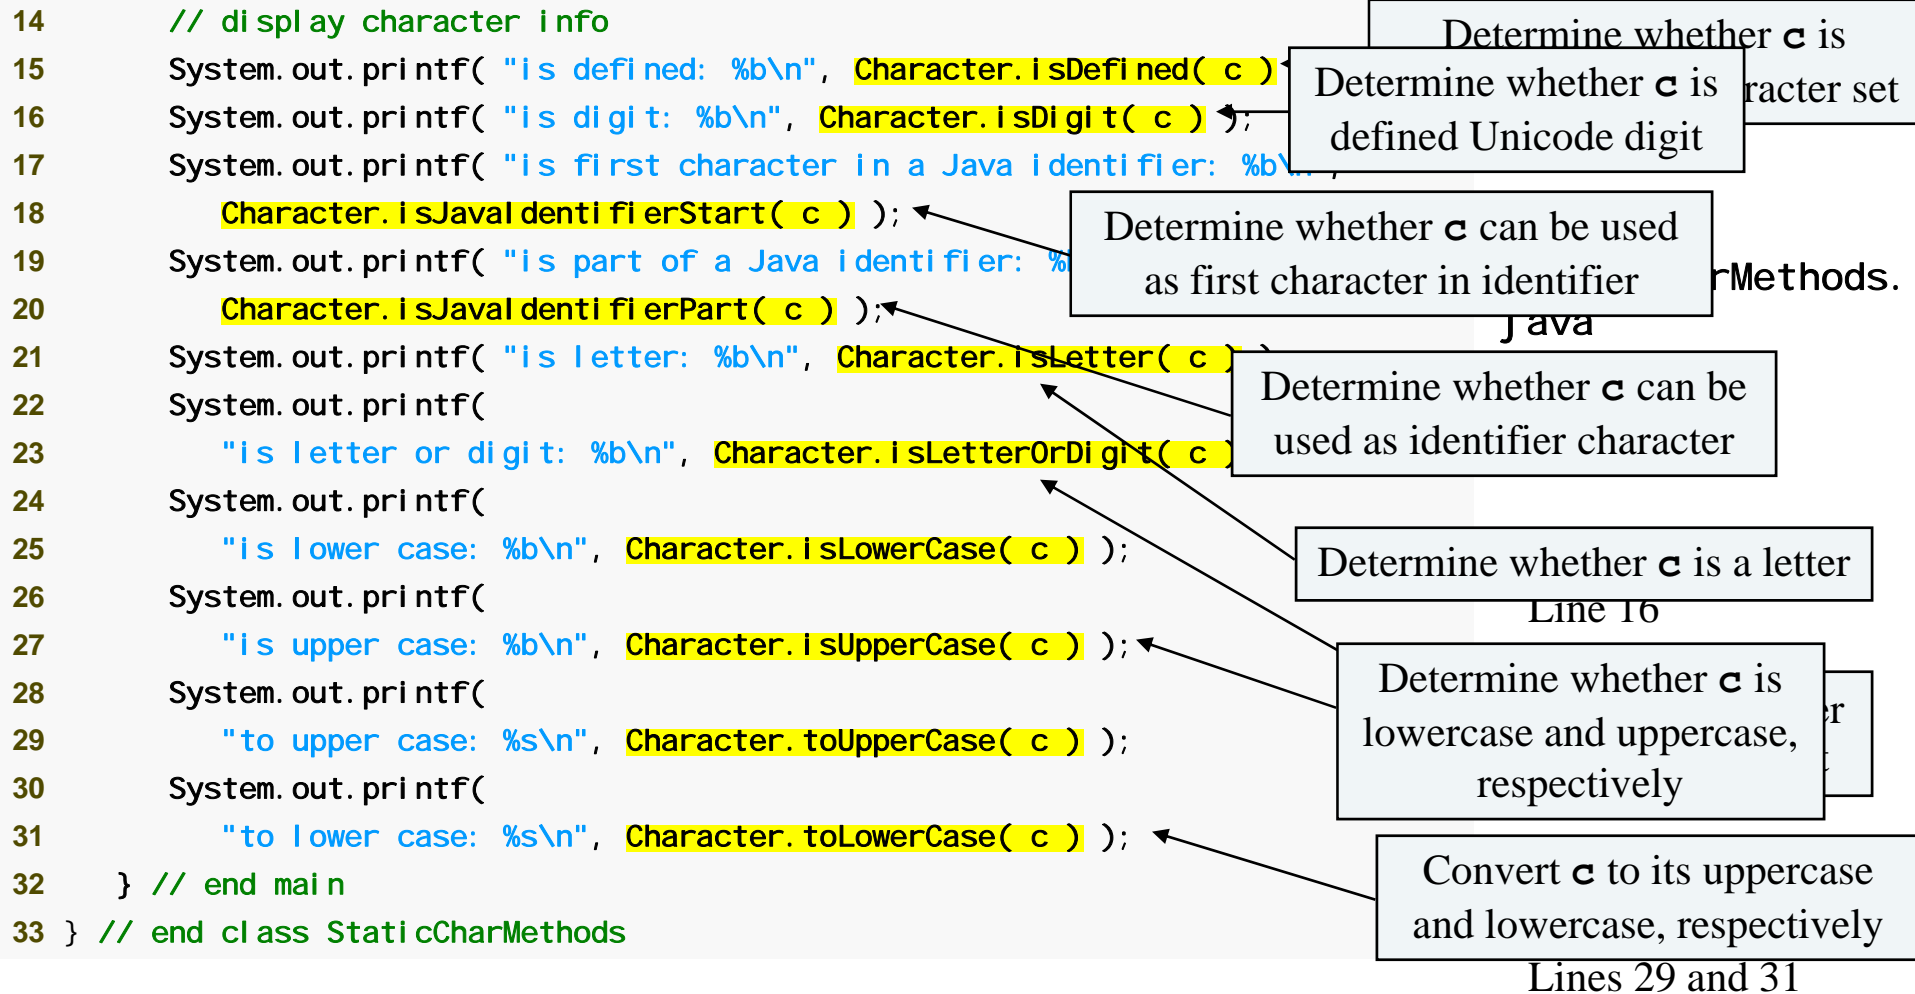 14 // display character info
15 System.out.printf( "is defined: %b\n", Character.isDefined( c )
16 System.out.printf( "is digit: %b\n", Character.isDigit( c ) );
17 System.out.printf( "is first character in a Java identifier: %b\n",
18 Character.isJavaIdentifierStart( c ) );
19 System.out.printf( "is part of a Java identifier:
20 Character.isJavaIdentifierPart( c ) );
21 System.out.printf( "is letter: %b\n", Character.isLetter( c )
22 System.out.printf(
23 "is letter or digit: %b\n", Character.isLetterOrDigit( c )
24 System.out.printf(
25 "is lower case: %b\n", Character.isLowerCase( c ) );
26 System.out.printf(
27 "is upper case: %b\n", Character.isUpperCase( c ) );
28 System.out.printf(
29 "to upper case: %s\n", Character.toUpperCase( c ) );
30 System.out.printf(
31 "to lower case: %s\n", Character.toLowerCase( c ) );
32 } // end main
33 } // end class StaticCharMethods
Determine whether c is
racter set
Determine whether c is
defined Unicode digit
Determine whether c can be used
as first character in identifier
rMethods.
java
Determine whether c can be
used as identifier character
Determine whether c is a letter
Line 16
Determine whether c is
lowercase and uppercase,
respectively
er
Convert c to its uppercase
and lowercase, respectively
Lines 29 and 31